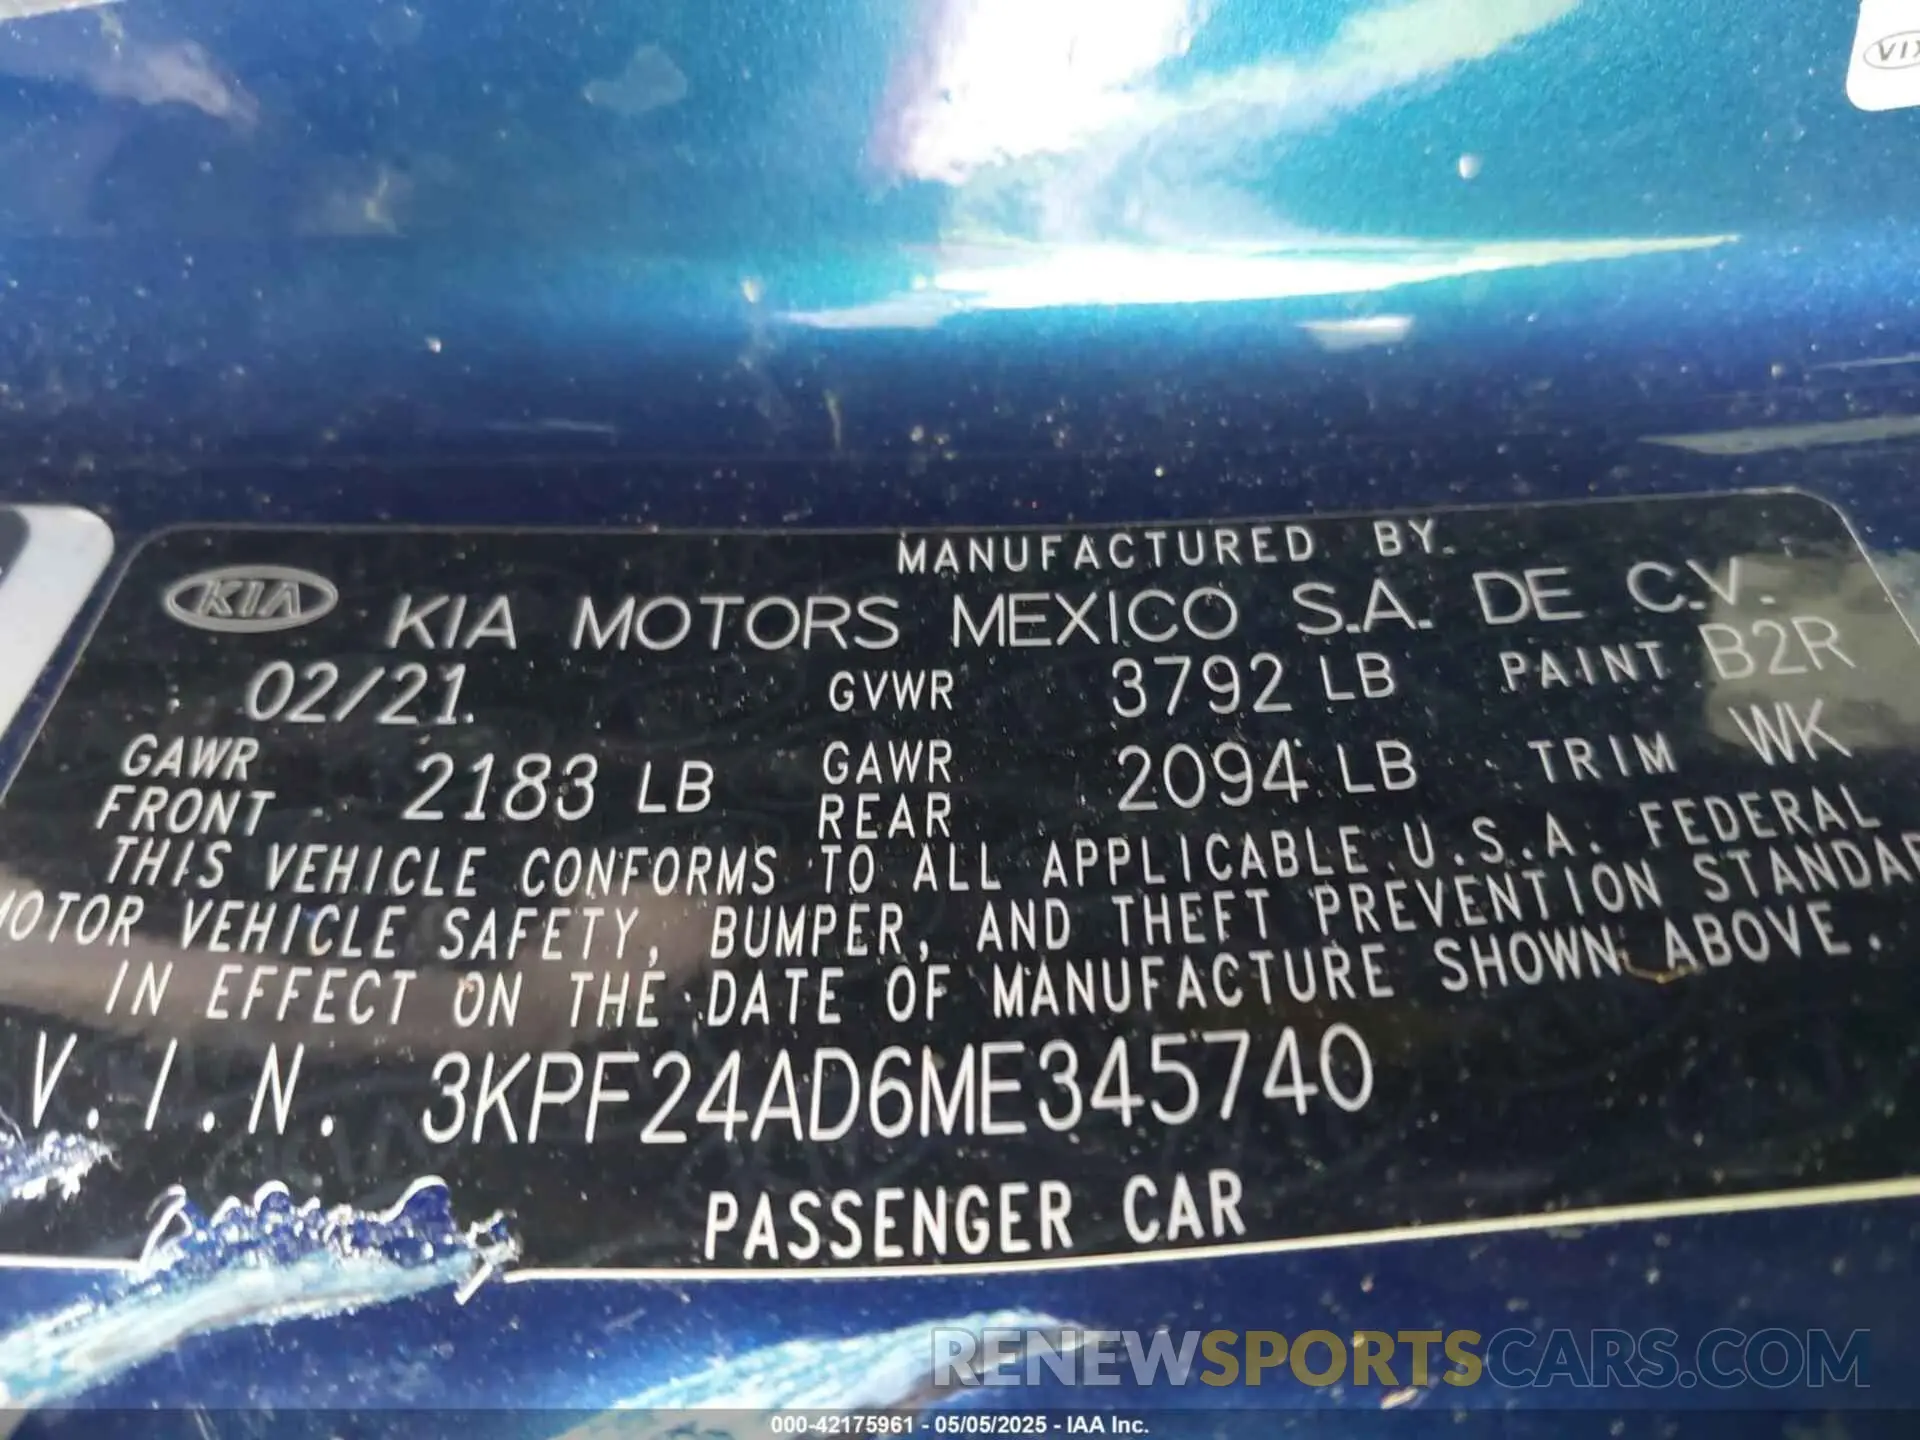 MANUFACTURED BY
KIA KIA MOTORS MEXICO S.A. DE C.V.
02/21 GVWR 3792 LB PAINT B2R
GAWR FRONT 2183 LB GAWR REAR 2094 LB TRIM WK
THIS VEHICLE CONFORMS TO ALL APPLICABLE U.S.A. FEDERAL
MOTOR VEHICLE SAFETY, BUMPER, AND THEFT PREVENTION STANDAR
IN EFFECT ON THE DATE OF MANUFACTURE SHOWN ABOVE.
V.I.N. 3KPF24AD6ME345740
PASSENGER CAR
RENEWSPORTSCARS.COM
000-42175961 - 05/05/2025 - IAA Inc.